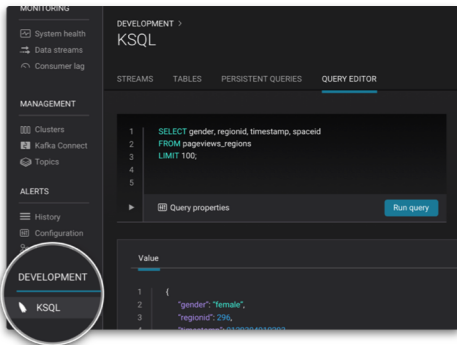 MONITORING
System health
Data streams
Consumer lag
MANAGEMENT
Clusters
Kafka Connect
Topics
ALERTS
History
Configuration
DEVELOPMENT
KSQL
DEVELOPMENT >
KSQL
STREAMS TABLES PERSISTENT QUERIES QUERY EDITOR
1 SELECT gender, regionid, timestamp, spaceid
2 FROM pageviews_regions
3 LIMIT 100;
4
5
Query properties Run query
Value
1 {
2 "gender": "female",
3 "regionid": 296,